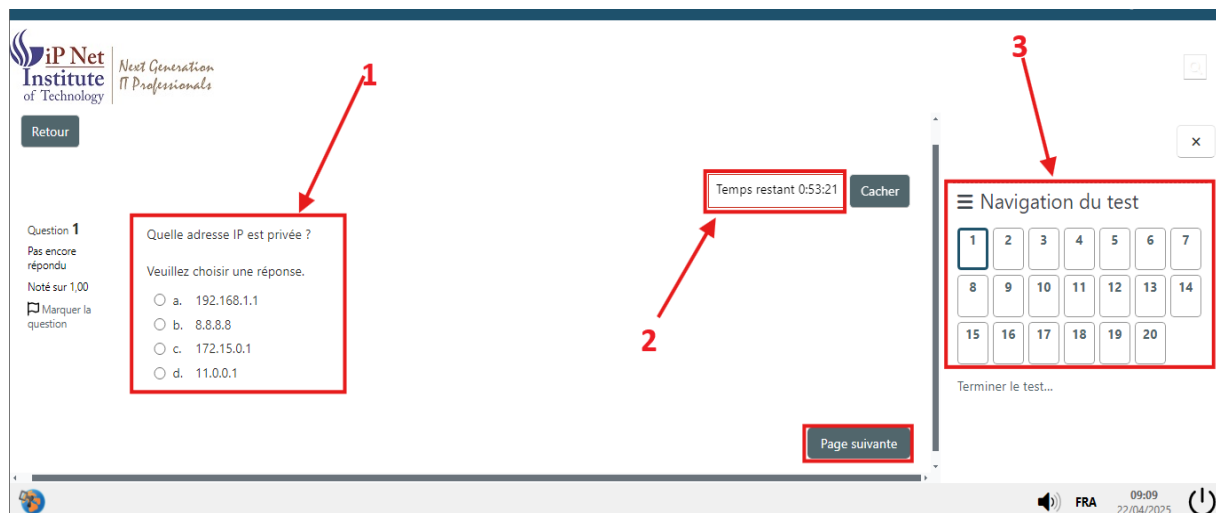 iP Net
Institute
of Technology
Next Generation
IT Professionals
1
3
Retour
×
Temps restant 0:53:21
Cacher
Navigation du test
Question 1
Pas encore
répondu
Noté sur 1,00
Marquer la
question
Quelle adresse IP est privée ?
Veuillez choisir une réponse.
a. 192.168.1.1
b. 8.8.8.8
c. 172.15.0.1
d. 11.0.0.1
2
1 2 3 4 5 6 7
8 9 10 11 12 13 14
15 16 17 18 19 20
Terminer le test...
Page suivante
FRA
09:09
22/04/2025